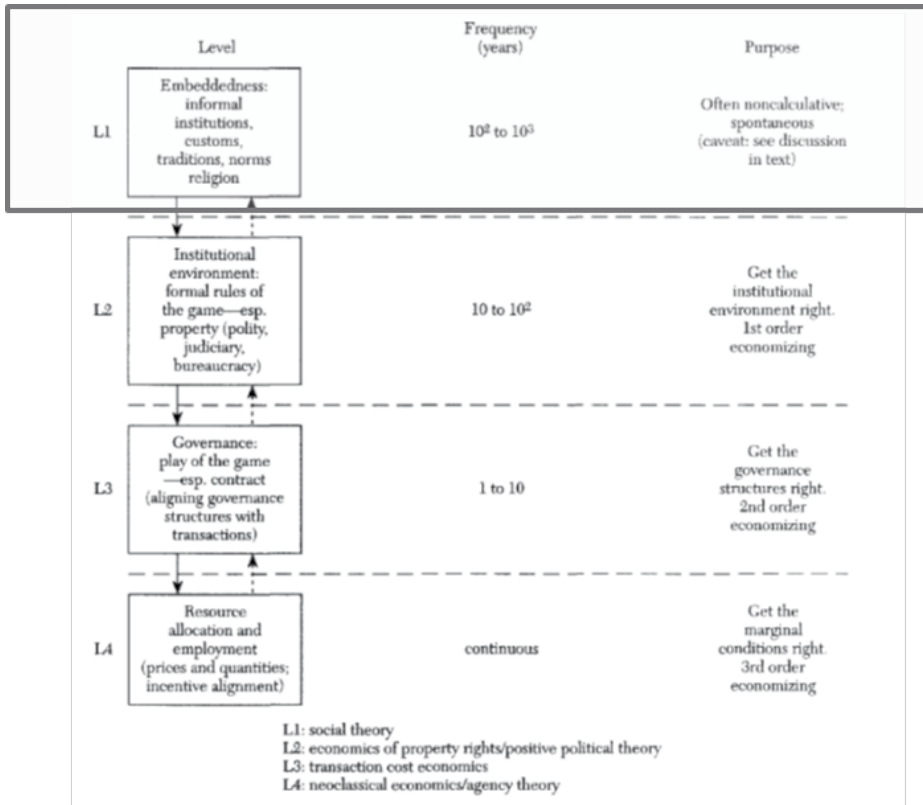 Level
Frequency
(years)
Purpose
L1
Embeddedness:
informal
institutions,
customs,
traditions, norms
religion
10² to 10³
Often noncalculative;
spontaneous
(caveat: see discussion
in text)
L2
Institutional
environment:
formal rules of
the game—esp.
property (polity,
judiciary,
bureaucracy)
10 to 10²
Get the
institutional
environment right.
1st order
economizing
L3
Governance:
play of the game
—esp. contract
(aligning governance
structures with
transactions)
1 to 10
Get the
governance
structures right.
2nd order
economizing
L4
Resource
allocation and
employment
(prices and quantities;
incentive alignment)
continuous
Get the
marginal
conditions right.
3rd order
economizing
L1: social theory
L2: economics of property rights/positive political theory
L3: transaction cost economics
L4: neoclassical economics/agency theory